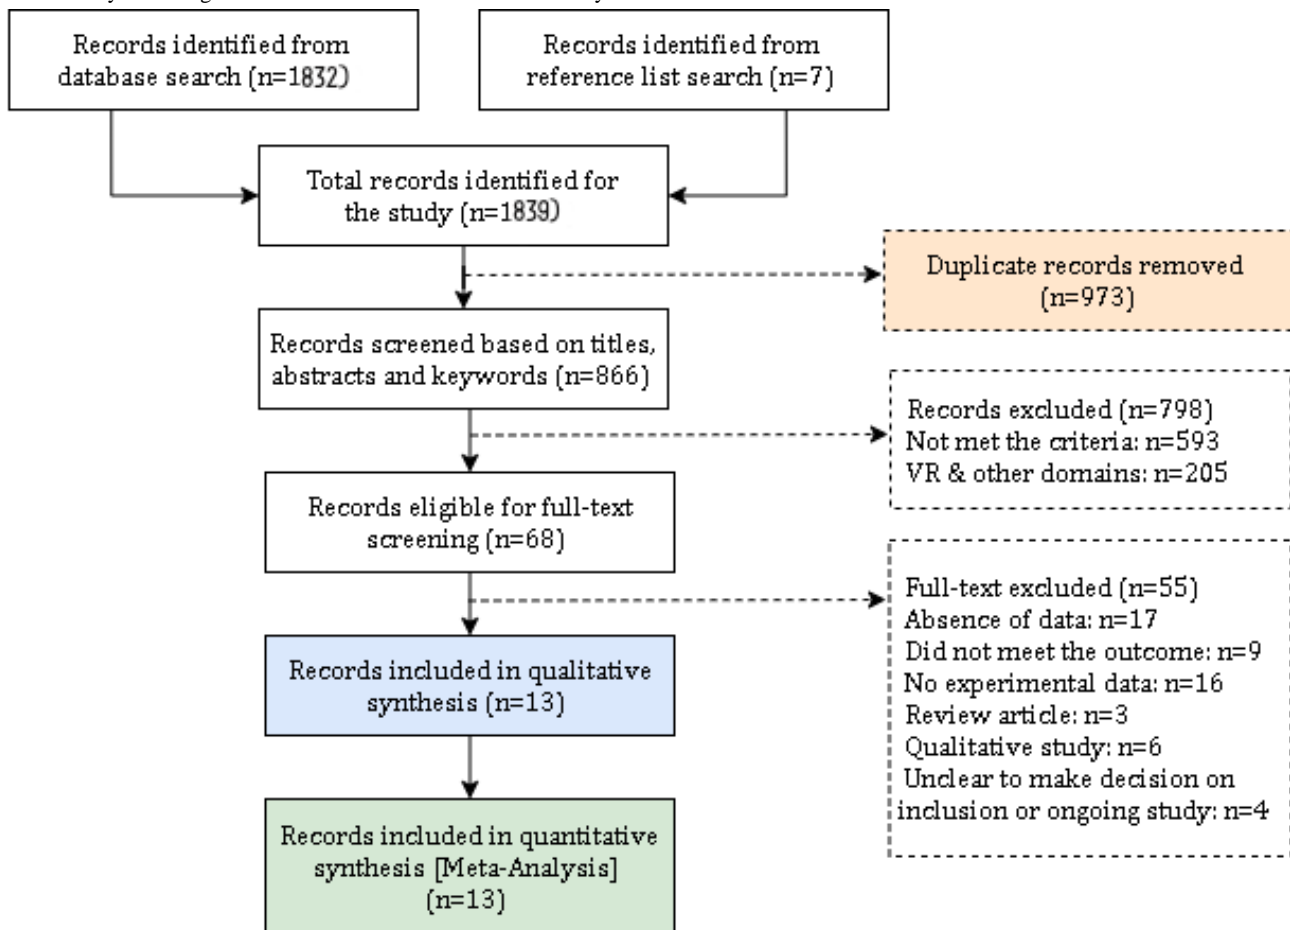 Records identified from
database search (n=1832)
Records identified from
reference list search (n=7)
Total records identified for
the study (n=1839)
Duplicate records removed
(n=973)
Records screened based on titles,
abstracts and keywords (n=866)
Records excluded (n=798)
Not met the criteria: n=593
VR & other domains: n=205
Records eligible for full-text
screening (n=68)
Full-text excluded (n=55)
Absence of data: n=17
Did not meet the outcome: n=9
No experimental data: n=16
Review article: n=3
Qualitative study: n=6
Unclear to make decision on
inclusion or ongoing study: n=4
Records included in qualitative
synthesis (n=13)
Records included in quantitative
synthesis [Meta-Analysis]
(n=13)